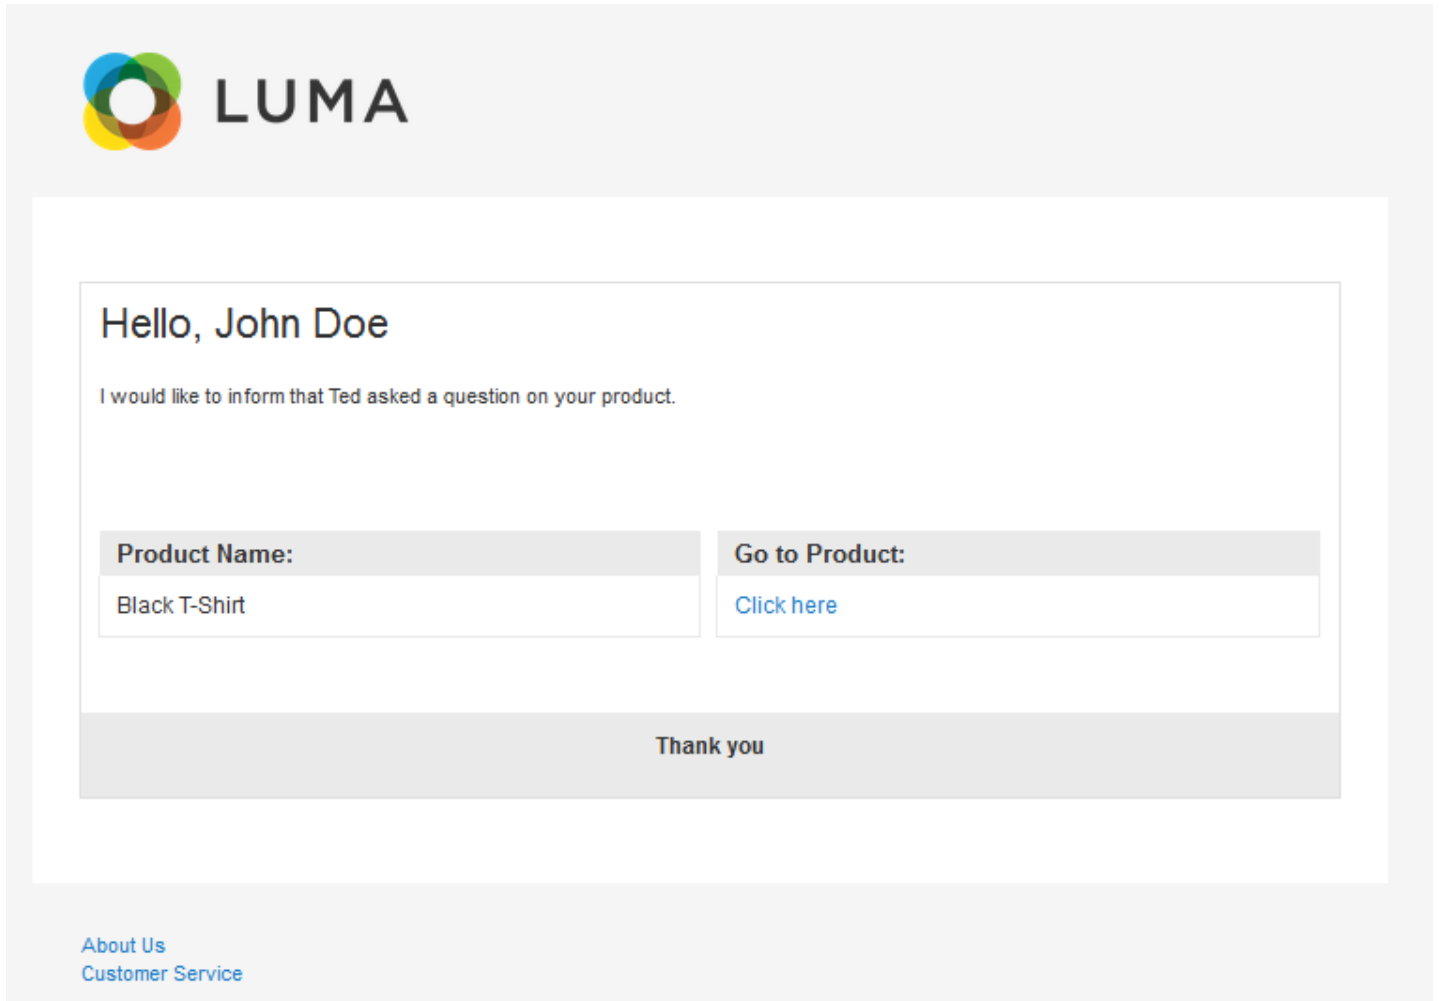 LUMA
Hello, John Doe
I would like to inform that Ted asked a question on your product.
Product Name:
Go to Product:
Black T-Shirt
Click here
Thank you
About Us
Customer Service